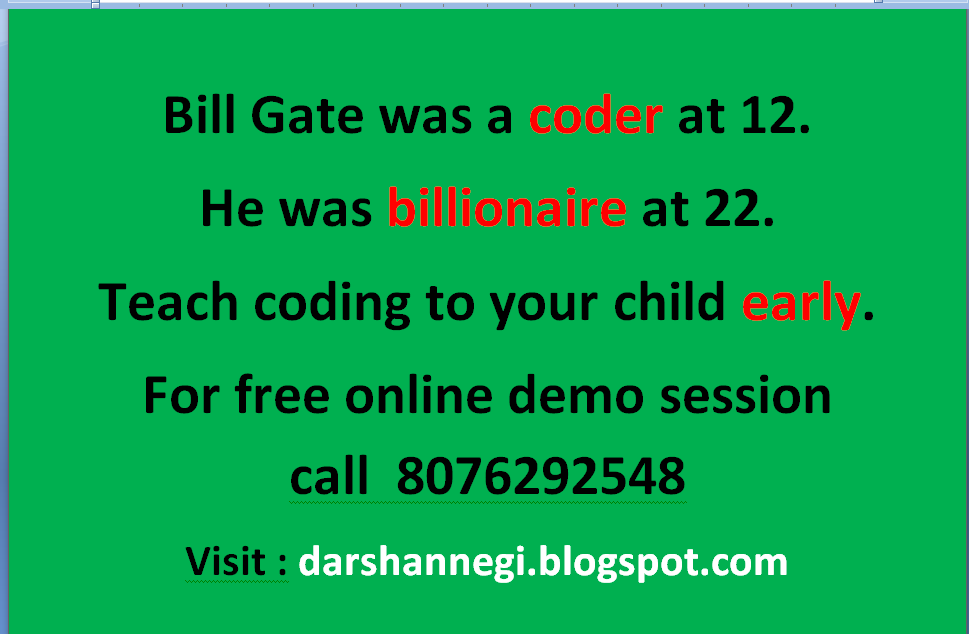 Bill Gate was a coder at 12.
He was billionaire at 22.
Teach coding to your child early.
For free online demo session
call  8076292548
Visit : darshannegi.blogspot.com